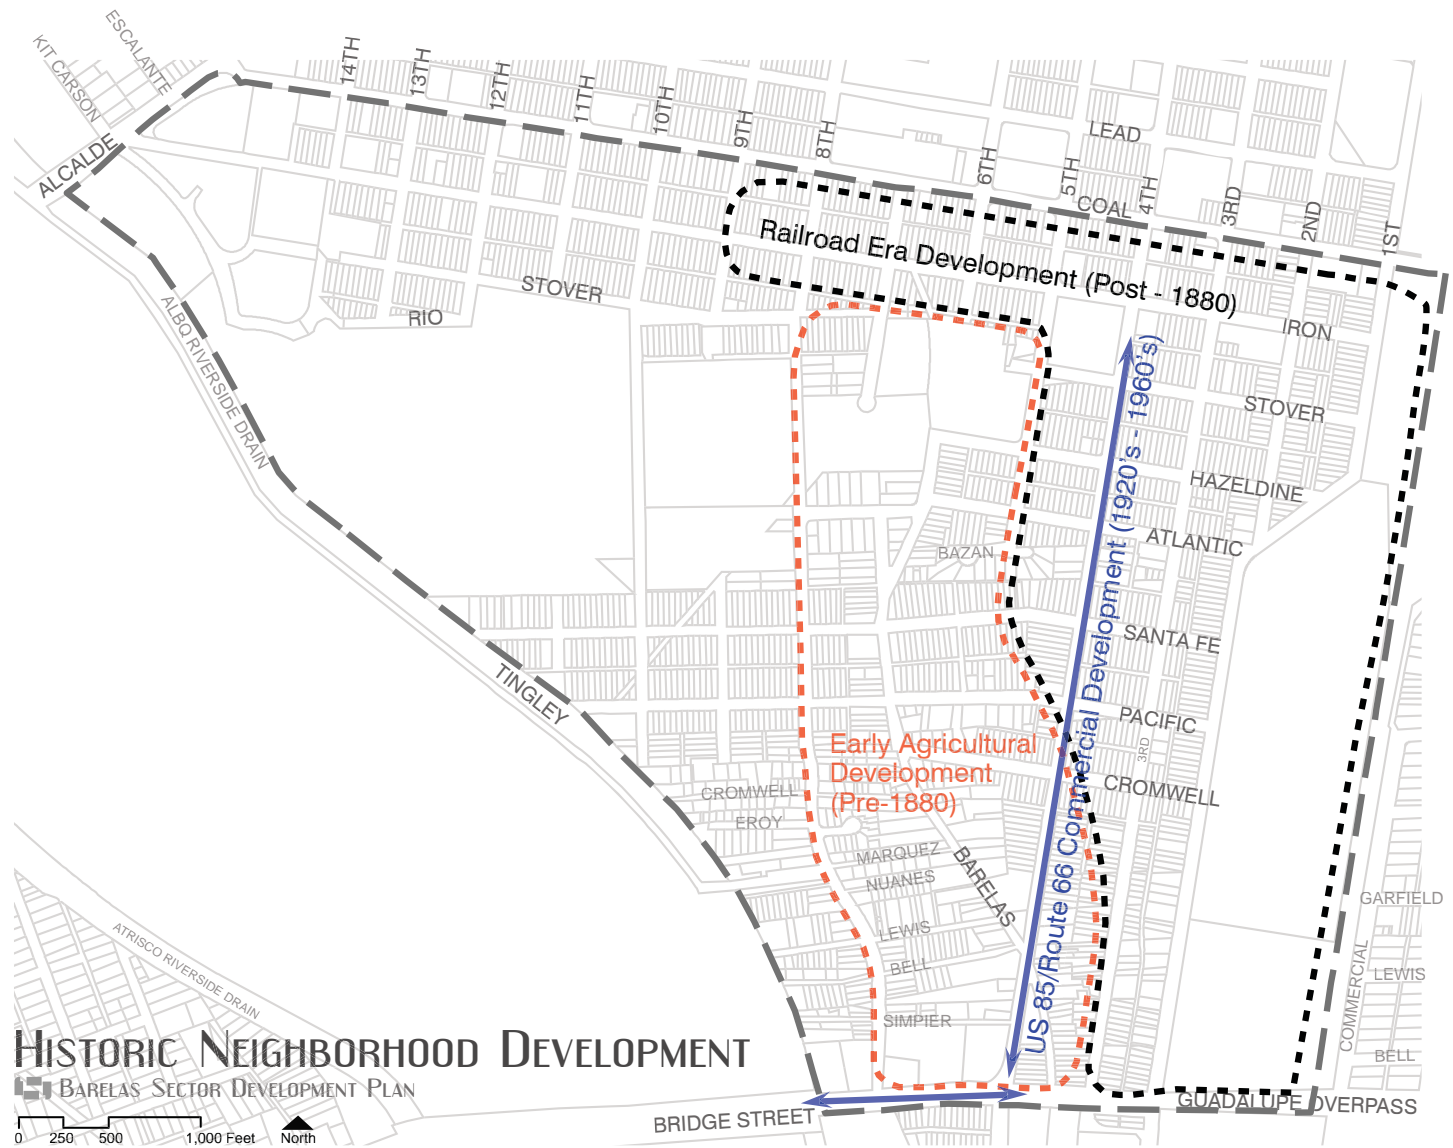 ESCALANTE
KIT CARSON
ALCALDE
14TH
13TH
12TH
11TH
10TH
9TH
8TH
6TH
5TH
4TH
3RD
2ND
1ST
LEAD
COAL
Railroad Era Development (Post - 1880)
IRON
STOVER
RIO
STOVER
ALBQ RIVERSIDE DRAIN
HAZELDINE
ATLANTIC
BAZAN
SANTA FE
PACIFIC
3RD
CROMWELL
TINGLEY
US 85/Route 66 Commercial Development (1920's - 1960's)
Early Agricultural
Development
(Pre-1880)
CROMWELL
EROY
MARQUEZ
NUANES
BARELAS
LEWIS
BELL
SIMPIER
GARFIELD
COMMERCIAL
LEWIS
BELL
ATRISCO RIVERSIDE DRAIN
HISTORIC NEIGHBORHOOD DEVELOPMENT
BARELAS SECTOR DEVELOPMENT PLAN
0 250 500 1,000 Feet North
BRIDGE STREET
GUADALUPE OVERPASS